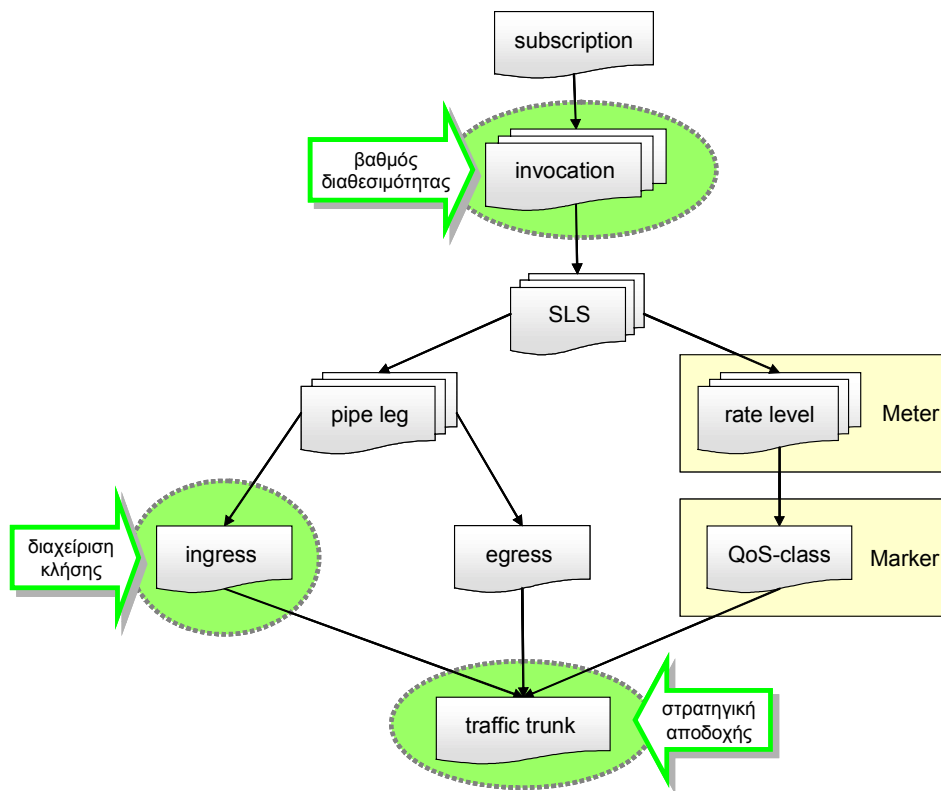 subscription
βαθμός
διαθεσιμότητας
invocation
SLS
pipe leg
rate level
Meter
διαχείριση
κλήσης
ingress
egress
QoS-class
Marker
traffic trunk
στρατηγική
αποδοχής